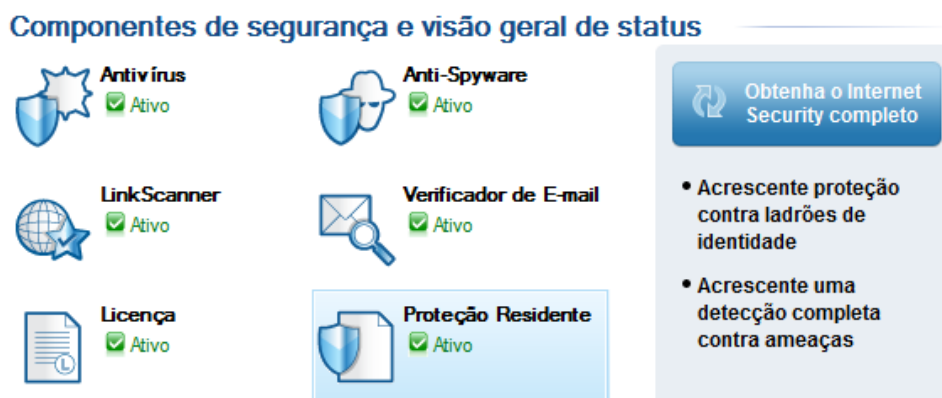 Componentes de segurança e visão geral de status
Antivírus
Ativo
Anti-Spyware
Ativo
LinkScanner
Ativo
Verificador de E-mail
Ativo
Licença
Ativo
L
Proteção Residente
Ativo
Obtenha o Internet
Security completo
• Acrescente proteção
contra ladrões de
identidade
• Acrescente uma
detecção completa
contra ameaças